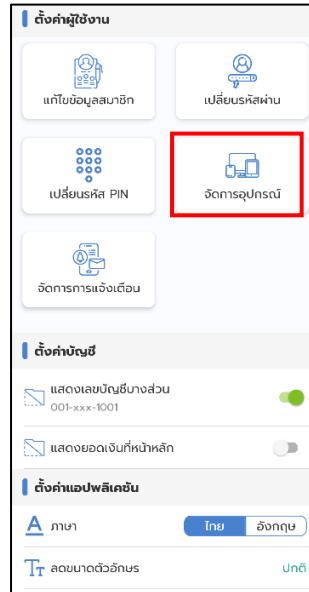 ตั้งค่าผู้ใช้งาน
แก้ไขข้อมูลสมาชิก
เปลี่ยนรหัสผ่าน
เปลี่ยนรหัส PIN
จัดการอุปกรณ์
จัดการการแจ้งเตือน
ตั้งค่าบัญชี
แสดงเลขบัญชีบางส่วน
001-xxx-1001
แสดงยอดเงินที่หน้าหลัก
ตั้งค่าแอปพลิเคชัน
A ภาษา ไทย อังกฤษ
TT ลดขนาดตัวอักษร ปกติ